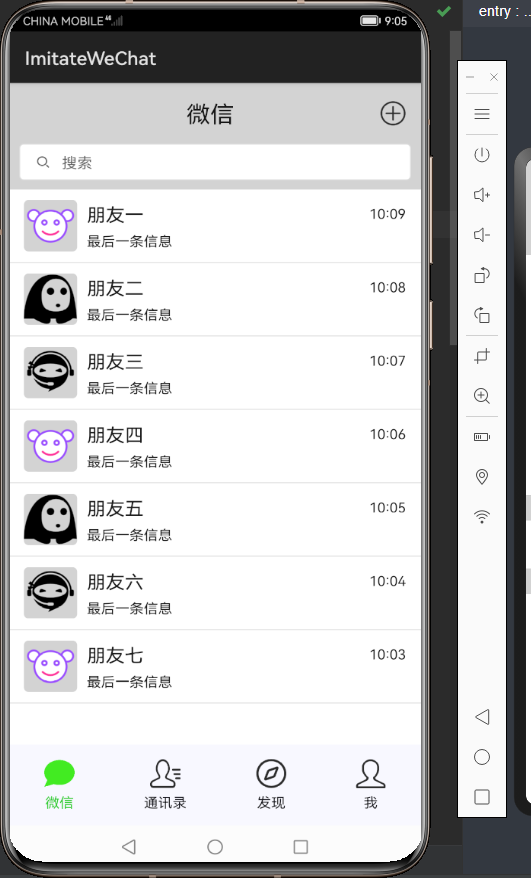 entry : ...
CHINA MOBILE 9:05
ImitateWeChat
微信
搜索
朋友一 10:09
最后一条信息
朋友二 10:08
最后一条信息
朋友三 10:07
最后一条信息
朋友四 10:06
最后一条信息
朋友五 10:05
最后一条信息
朋友六 10:04
最后一条信息
朋友七 10:03
最后一条信息
微信 通讯录 发现 我